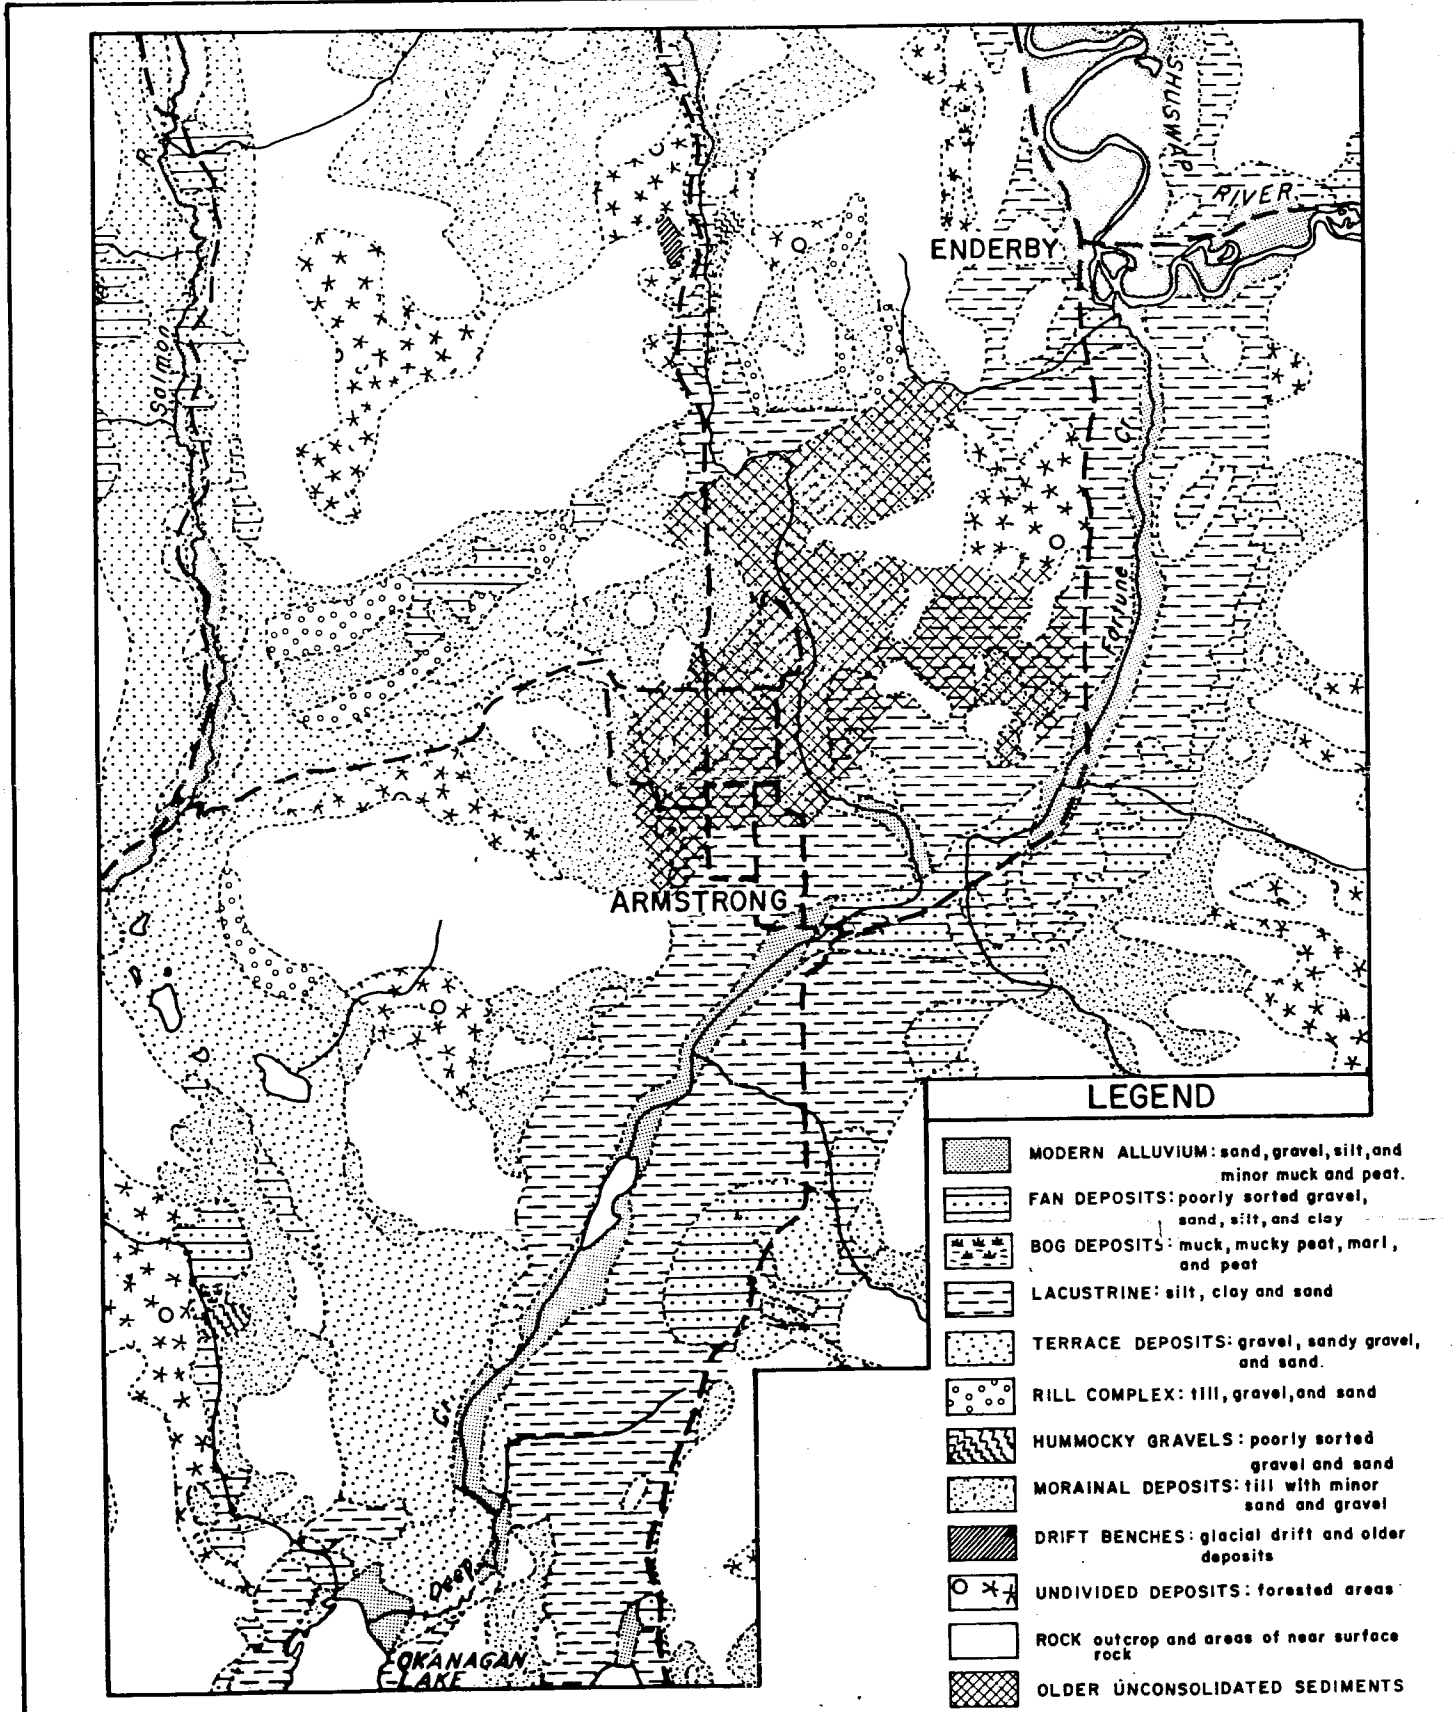 SHUSWAP
RIVER
R.
ENDERBY
Salmon
Cr.
Fortune
ARMSTRONG
Cr.
Deep
OKANAGAN
LAKE
LEGEND
MODERN ALLUVIUM: sand, gravel, silt, and
minor muck and peat.
FAN DEPOSITS: poorly sorted gravel,
sand, silt, and clay
BOG DEPOSITS: muck, mucky peat, marl,
and peat
LACUSTRINE: silt, clay and sand
TERRACE DEPOSITS: gravel, sandy gravel,
and sand.
RILL COMPLEX: till, gravel, and sand
HUMMOCKY GRAVELS: poorly sorted
gravel and sand
MORAINAL DEPOSITS: till with minor
sand and gravel
DRIFT BENCHES: glacial drift and older
deposits
UNDIVIDED DEPOSITS: forested areas
ROCK outcrop and areas of near surface
rock
OLDER UNCONSOLIDATED SEDIMENTS